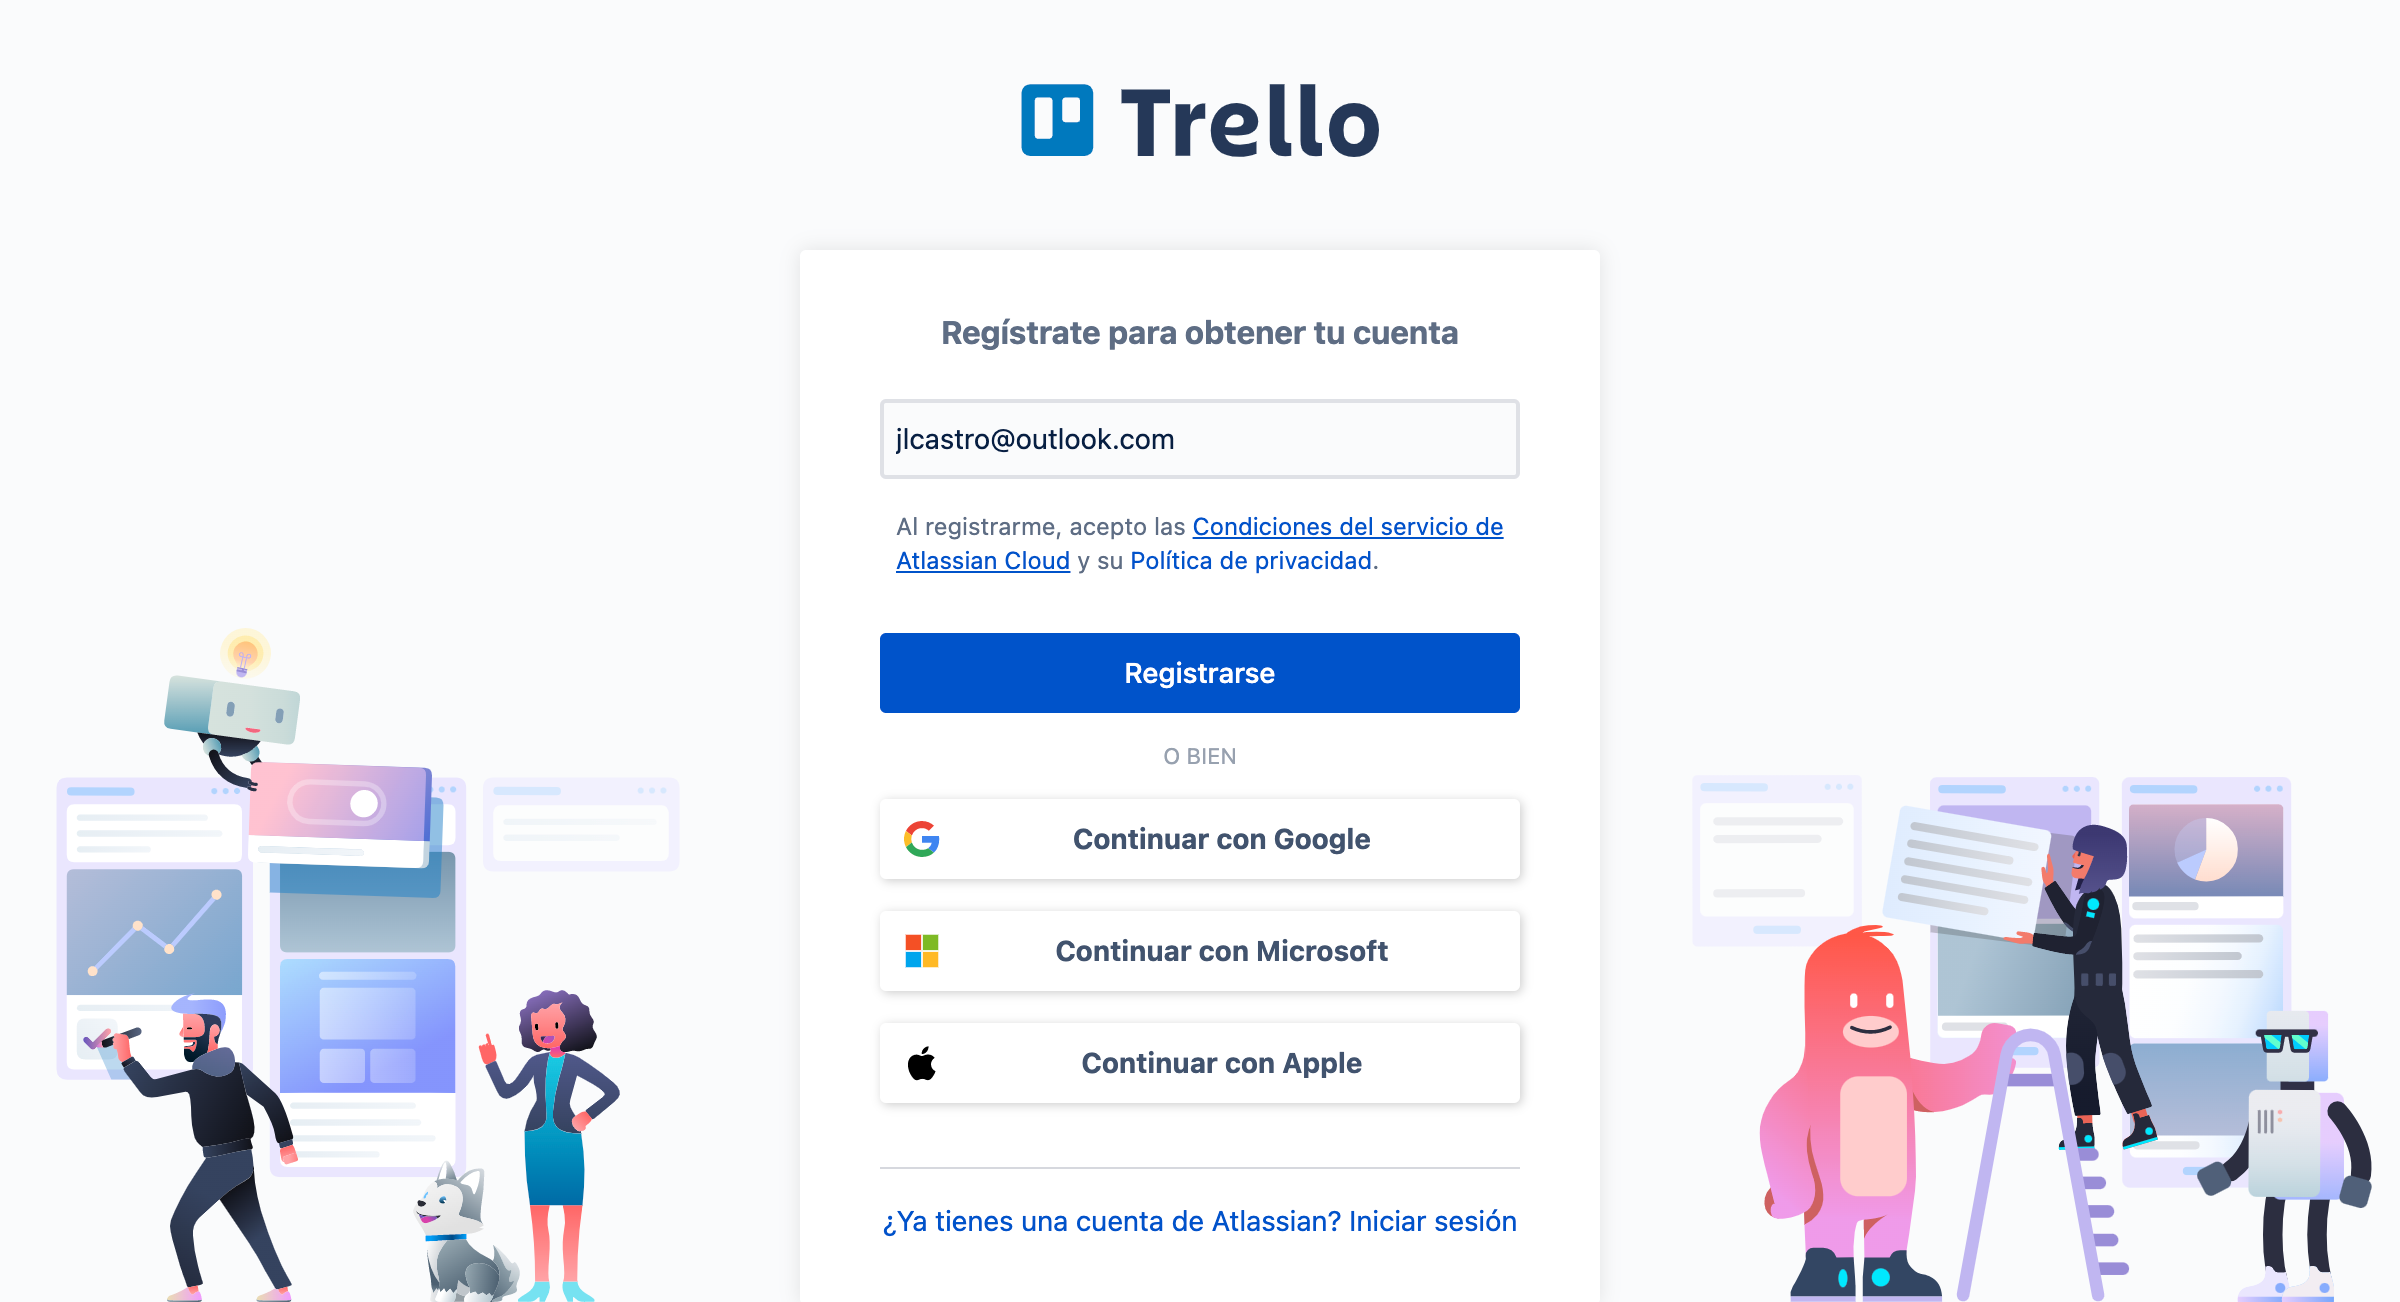 Trello
Regístrate para obtener tu cuenta
jlcastro@outlook.com
Al registrarme, acepto las Condiciones del servicio de
Atlassian Cloud y su Política de privacidad.
Registrarse
O BIEN
Continuar con Google
Continuar con Microsoft
Continuar con Apple
¿Ya tienes una cuenta de Atlassian? Iniciar sesión